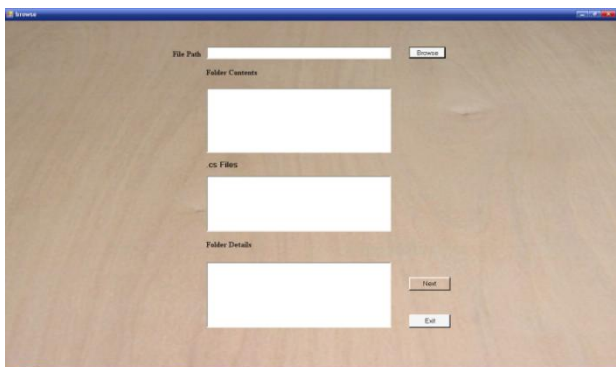 browse
File Path
Browse
Folder Contents
.cs Files
Folder Details
Next
Exit